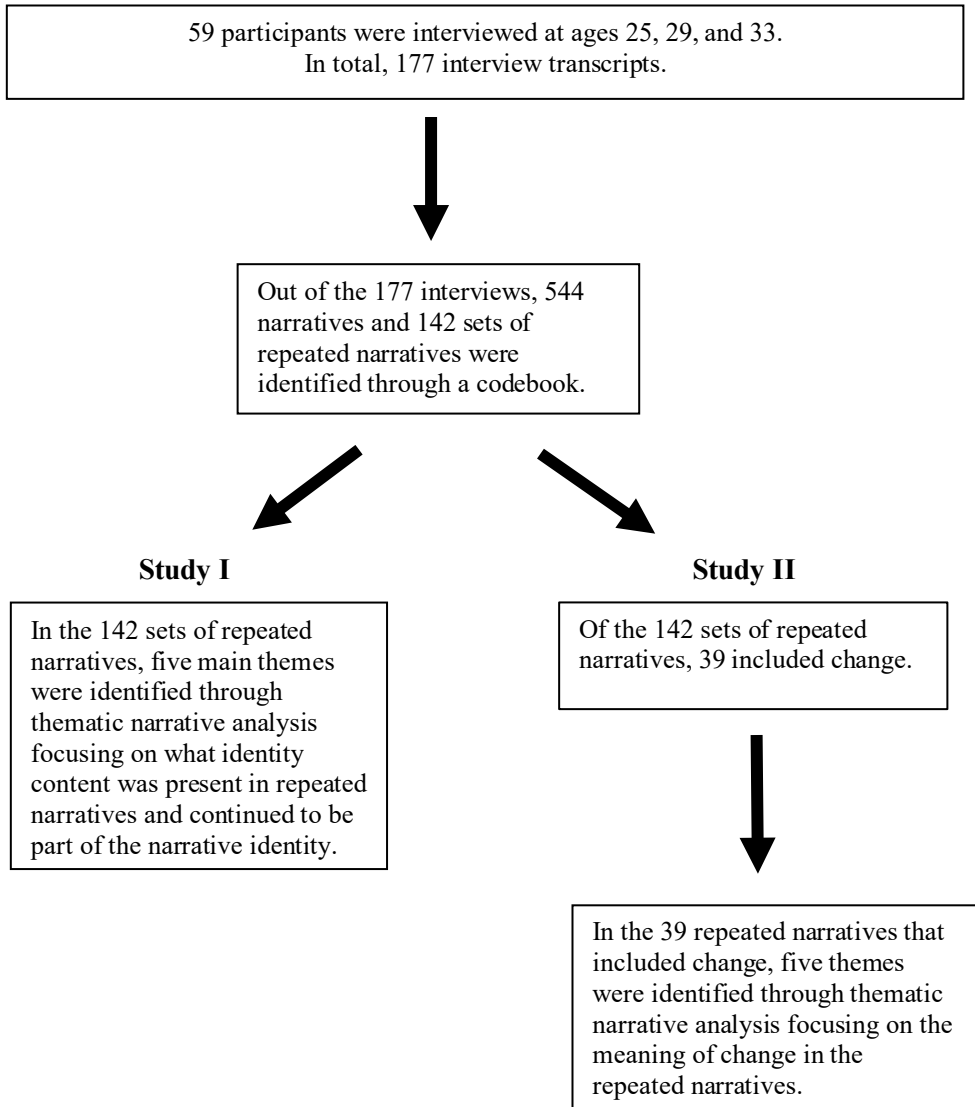 59 participants were interviewed at ages 25, 29, and 33.
In total, 177 interview transcripts.
Out of the 177 interviews, 544
narratives and 142 sets of
repeated narratives were
identified through a codebook.
Study I
In the 142 sets of repeated
narratives, five main themes
were identified through
thematic narrative analysis
focusing on what identity
content was present in repeated
narratives and continued to be
part of the narrative identity.
Study II
Of the 142 sets of repeated
narratives, 39 included change.
In the 39 repeated narratives that
included change, five themes
were identified through thematic
narrative analysis focusing on the
meaning of change in the
repeated narratives.